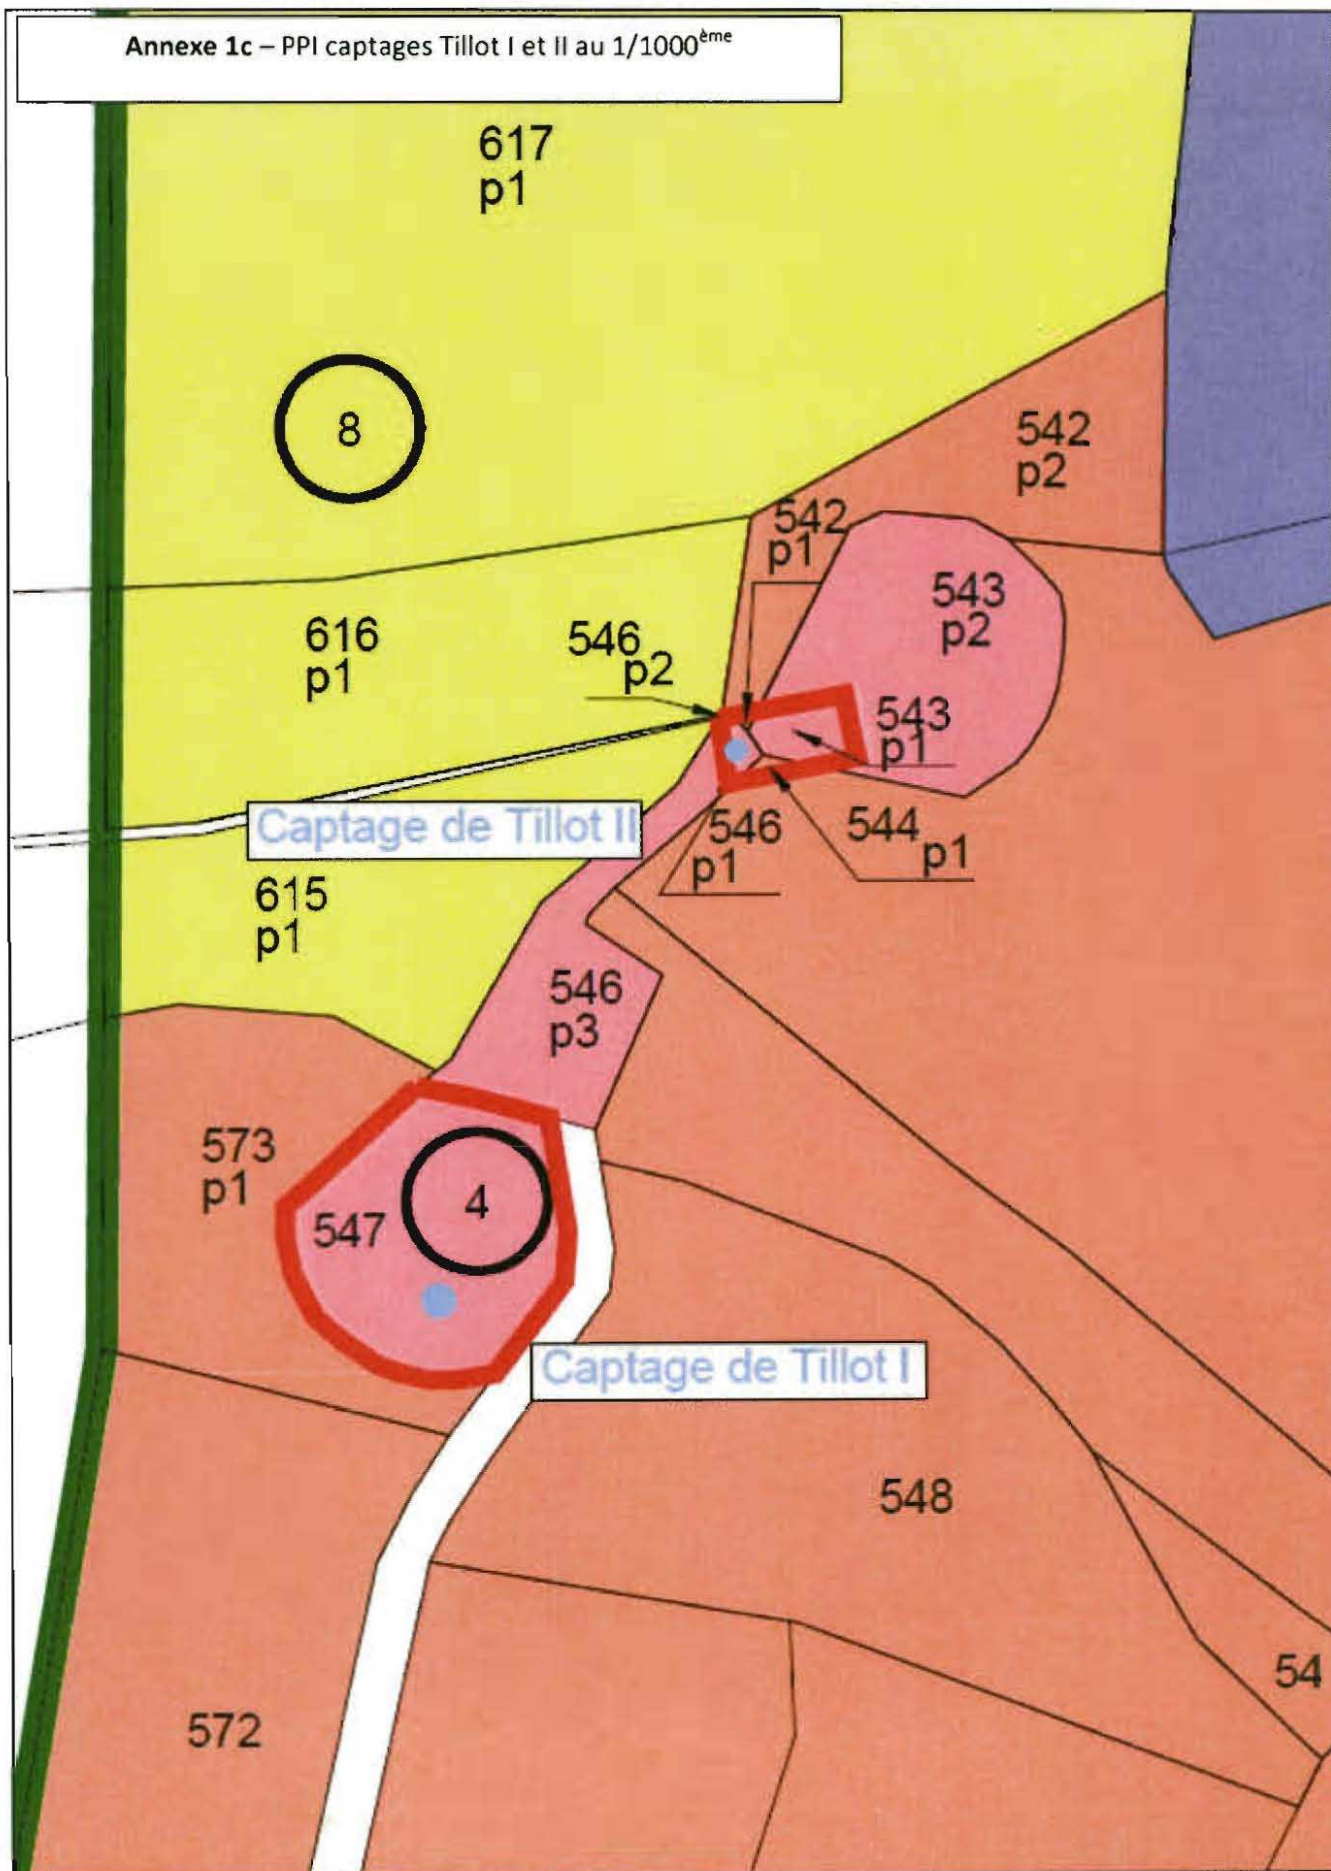 Annexe 1c – PPI captages Tillot I et II au 1/1000ème
617
p1
8
542
p2
542
p1
543
p2
616
p1
546
p2
543
p1
Captage de Tillot II
546
p1
544
p1
615
p1
546
p3
573
p1
547
4
Captage de Tillot I
548
54
572